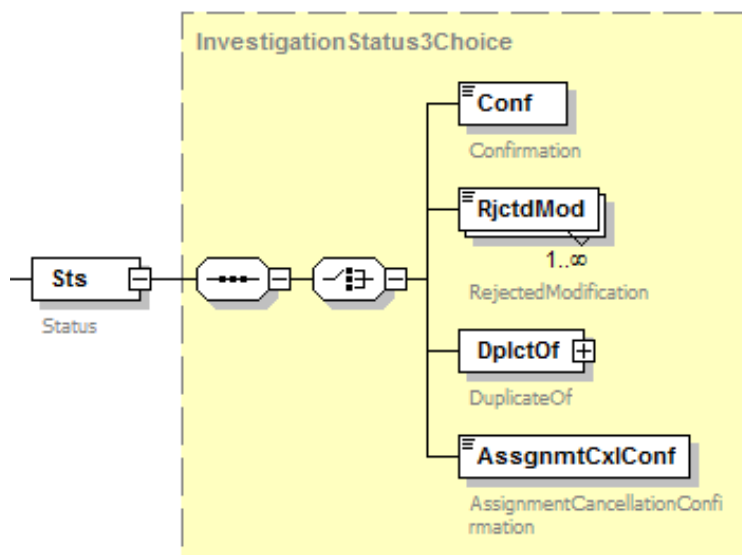 InvestigationStatus3Choice
Conf
Confirmation
RjctdMod
1..∞
RejectedModification
Sts
Status
DplctOf
DuplicateOf
AssgnmtCxlConf
AssignmentCancellationConfi
rmation